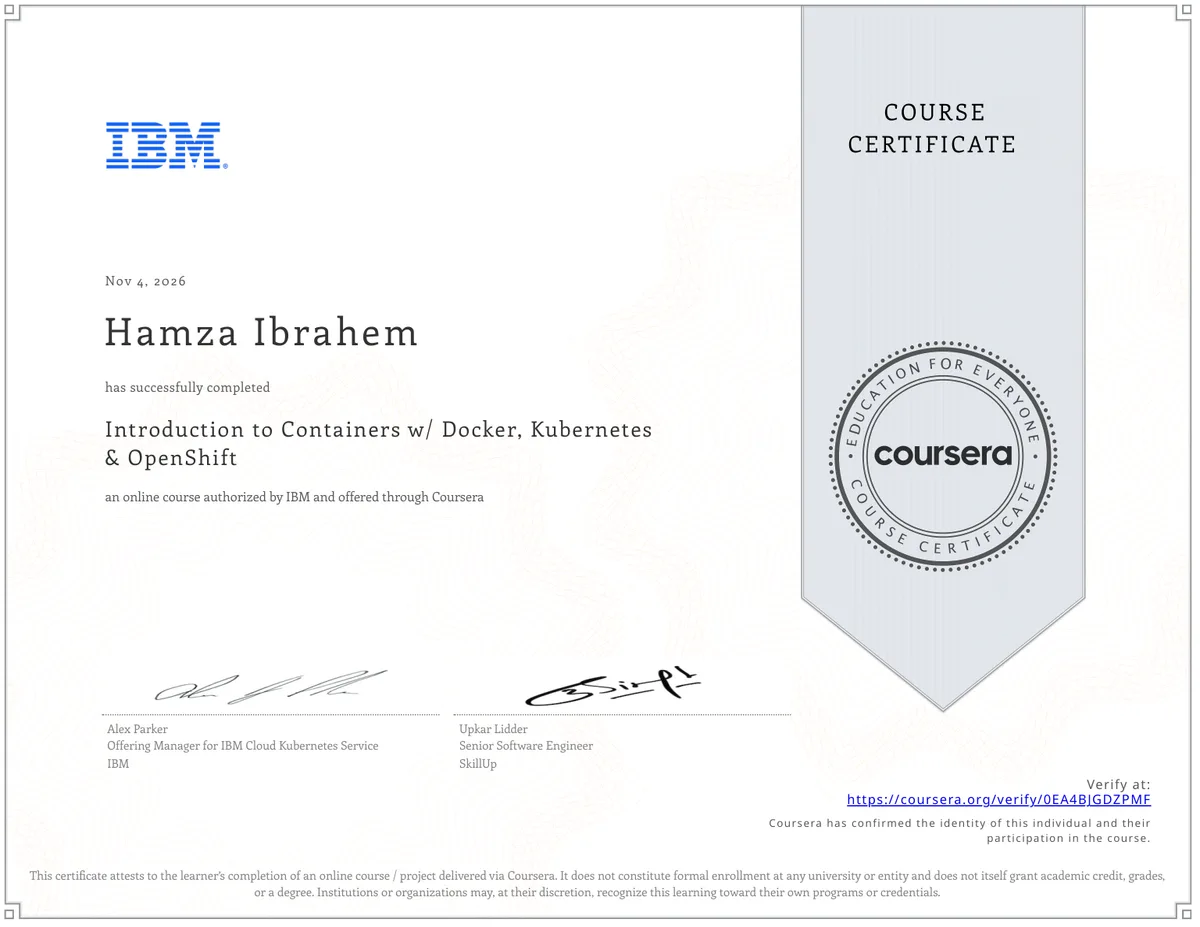 IBM®
COURSE
CERTIFICATE
Nov 4, 2026
Hamza Ibrahem
has successfully completed
Introduction to Containers w/ Docker, Kubernetes
& OpenShift
an online course authorized by IBM and offered through Coursera
EDUCATION FOR EVERYONE
coursera
COURSE CERTIFICATE
Alex Parker
Offering Manager for IBM Cloud Kubernetes Service
IBM
Upkar Lidder
Senior Software Engineer
SkillUp
Verify at:
https://coursera.org/verify/0EA4BJGDZPMF
Coursera has confirmed the identity of this individual and their
participation in the course.
This certificate attests to the learner's completion of an online course / project delivered via Coursera. It does not constitute formal enrollment at any university or entity and does not itself grant academic credit, grades,
or a degree. Institutions or organizations may, at their discretion, recognize this learning toward their own programs or credentials.